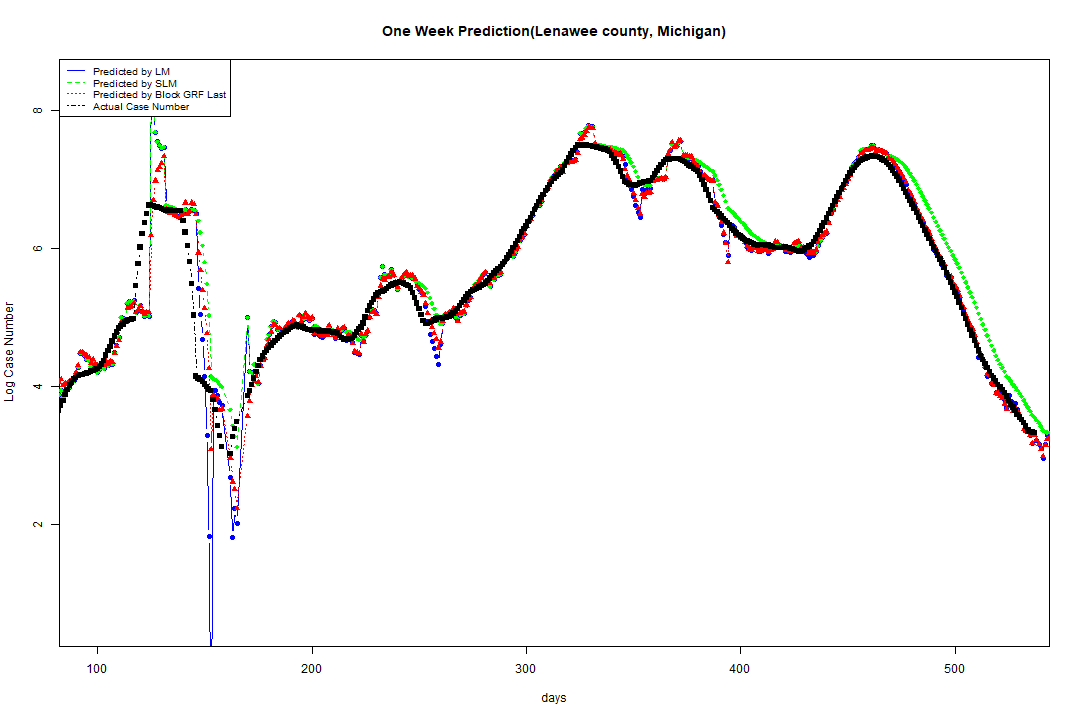 One Week Prediction(Lenawee county, Michigan)
Predicted by LM
Predicted by SLM
Predicted by Block GRF Last
Actual Case Number
8
6
4
2
Log Case Number
100 200 300 400 500
days